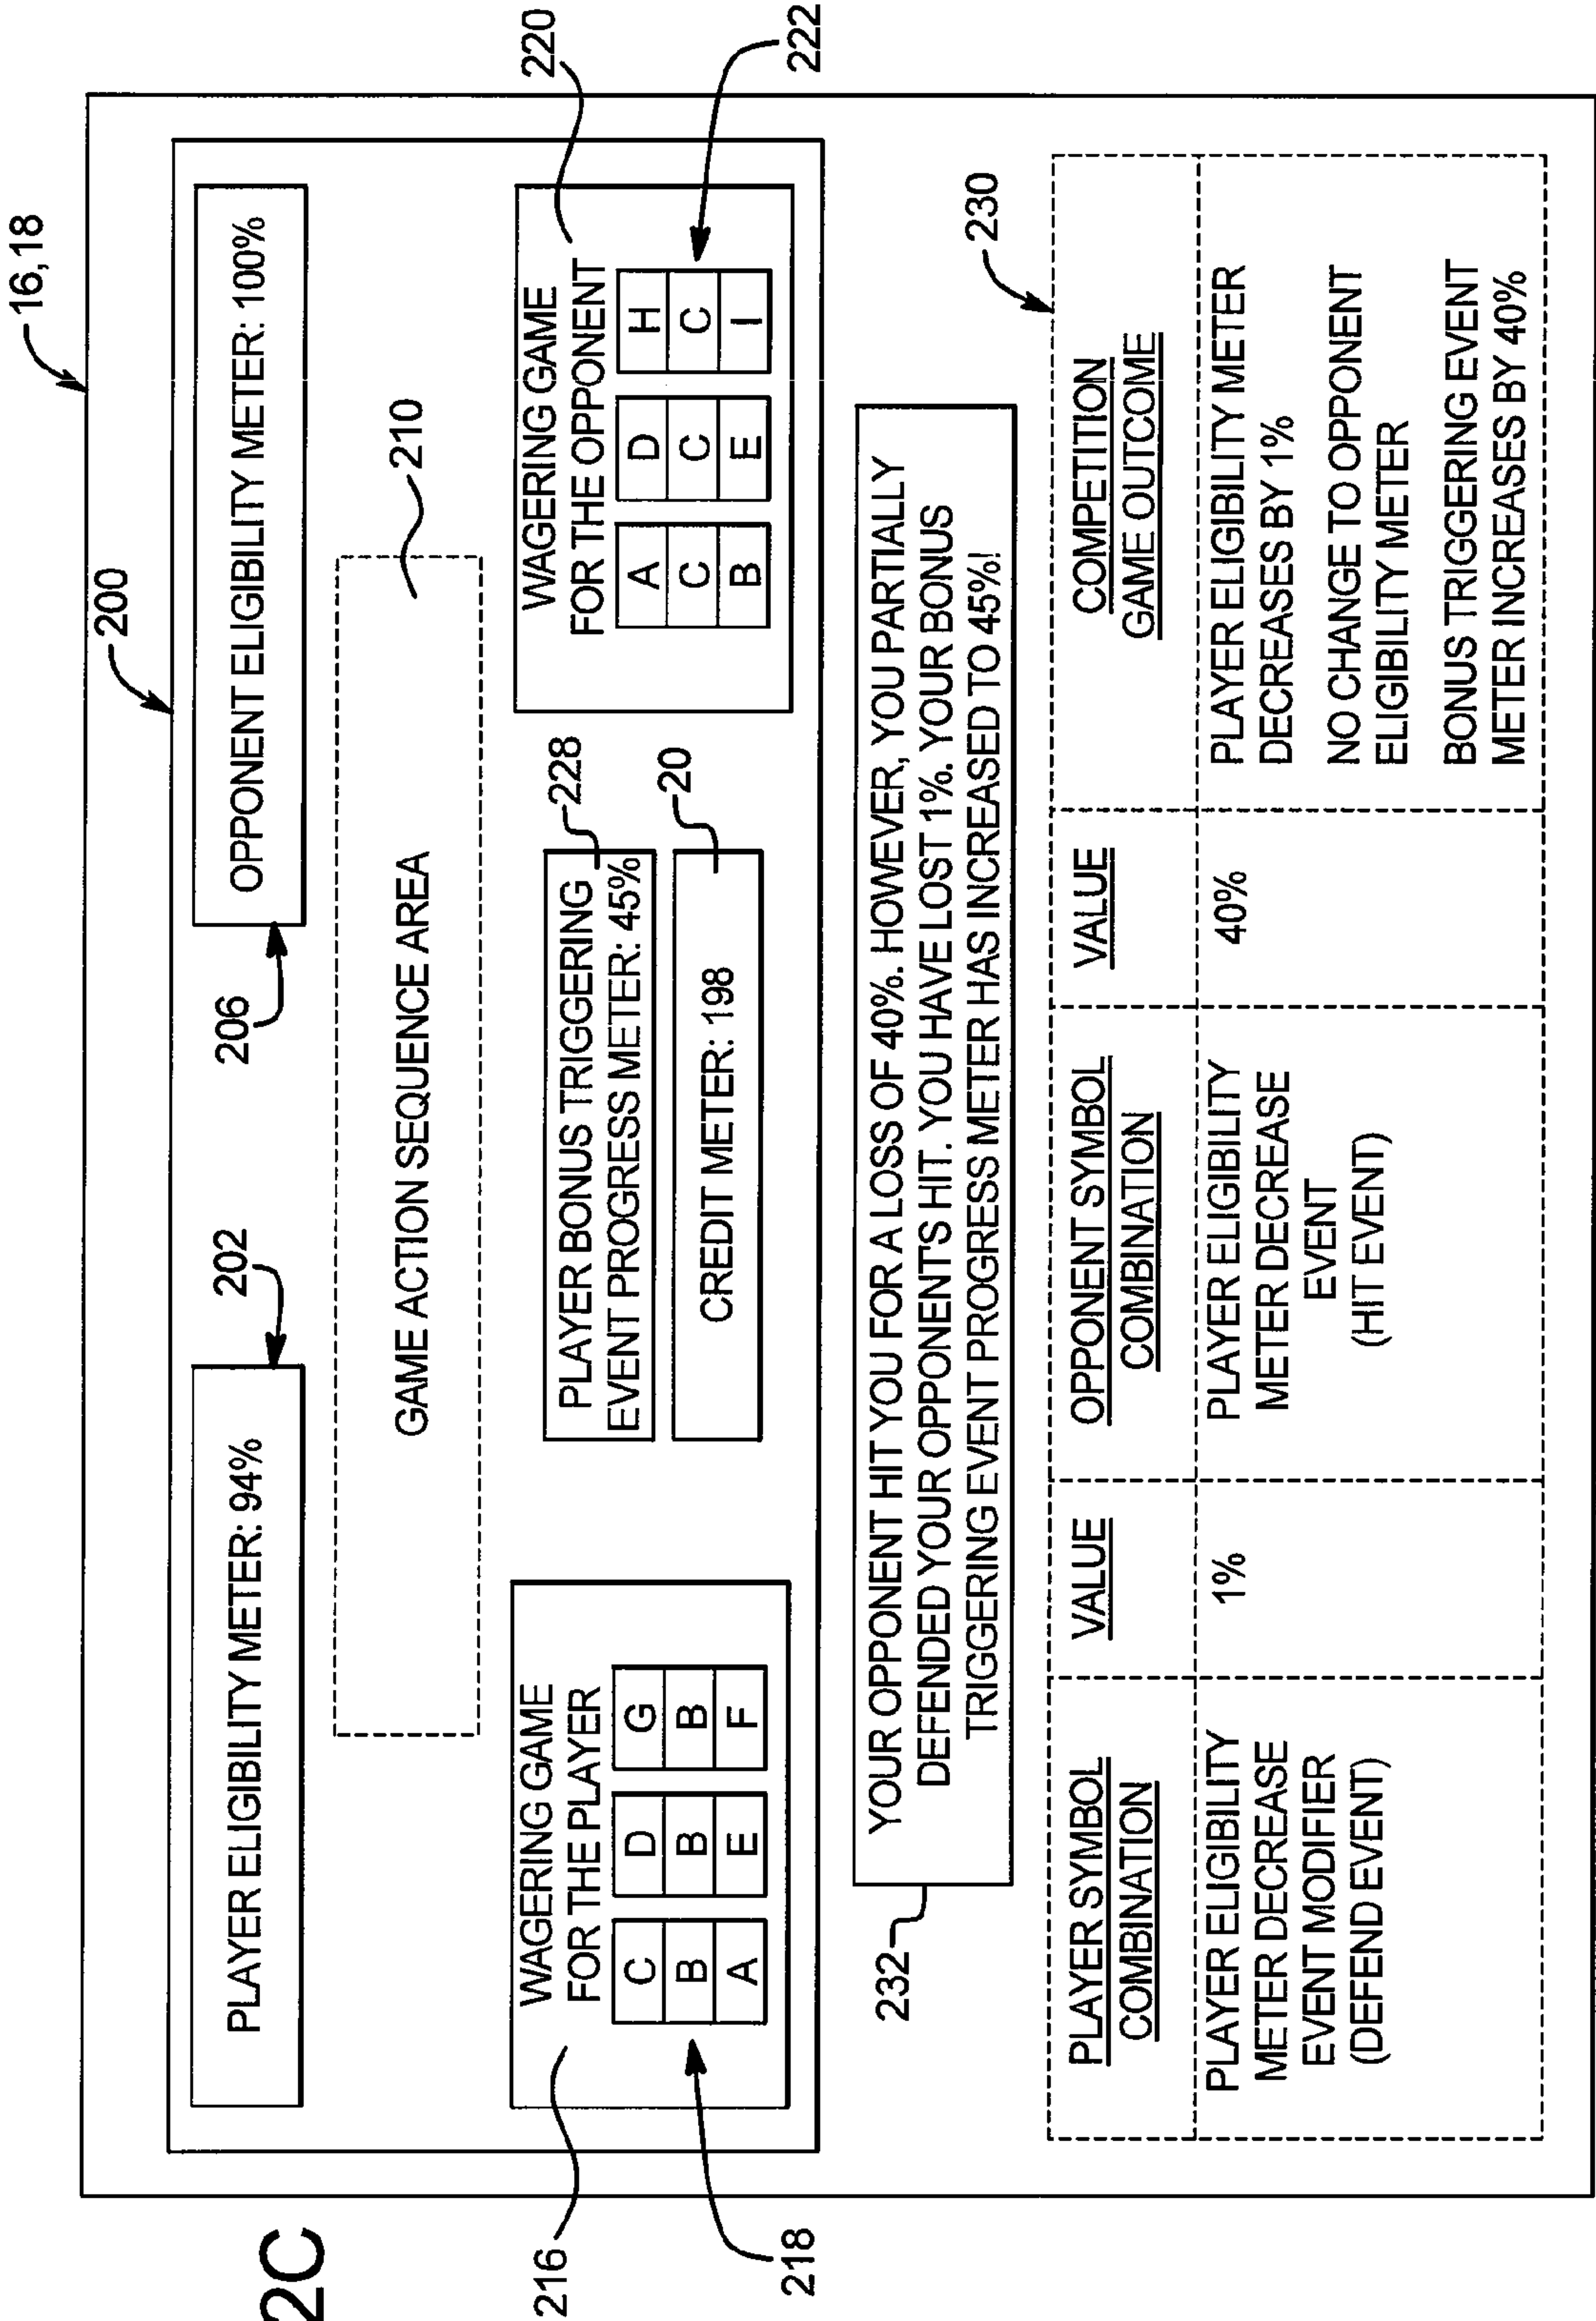 2C
16,18
200
202
206
PLAYER ELIGIBILITY METER: 94%
OPPONENT ELIGIBILITY METER: 100%
210
GAME ACTION SEQUENCE AREA
216
WAGERING GAME
FOR THE PLAYER
C D G
B B B
A E F
218
PLAYER BONUS TRIGGERING
EVENT PROGRESS METER: 45%
228
CREDIT METER: 198
20
WAGERING GAME
FOR THE OPPONENT
A D H
C C C
B E I
220
222
232
YOUR OPPONENT HIT YOU FOR A LOSS OF 40%. HOWEVER, YOU PARTIALLY
DEFENDED YOUR OPPONENTS HIT. YOU HAVE LOST 1%. YOUR BONUS
TRIGGERING EVENT PROGRESS METER HAS INCREASED TO 45%!
230
PLAYER SYMBOL
COMBINATION
VALUE
OPPONENT SYMBOL
COMBINATION
VALUE
COMPETITION
GAME OUTCOME
PLAYER ELIGIBILITY
METER DECREASE
EVENT MODIFIER
(DEFEND EVENT)
1%
PLAYER ELIGIBILITY
METER DECREASE
EVENT
(HIT EVENT)
40%
PLAYER ELIGIBILITY METER
DECREASES BY 1%
NO CHANGE TO OPPONENT
ELIGIBILITY METER
BONUS TRIGGERING EVENT
METER INCREASES BY 40%